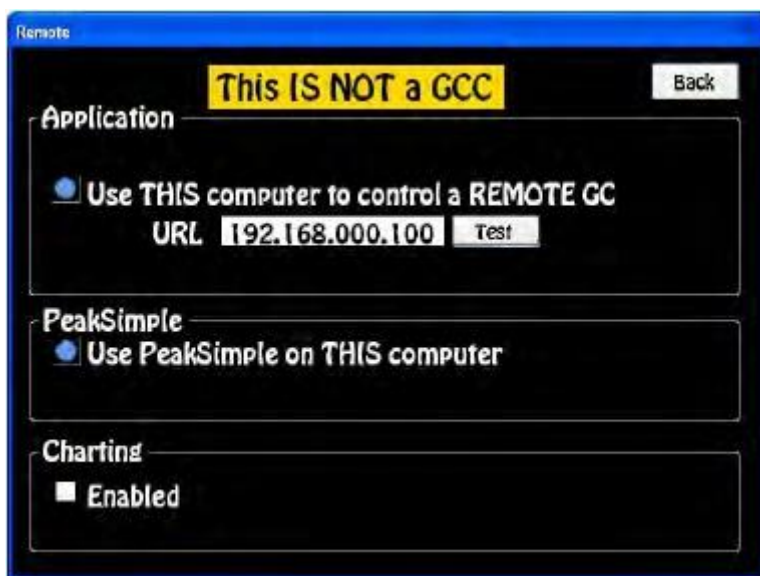 Remote
This IS NOT a GCC
Back
Application
Use THIS computer to control a REMOTE GC
URL 192.168.000.100 Test
PeakSimple
Use PeakSimple on THIS computer
Charting
Enabled